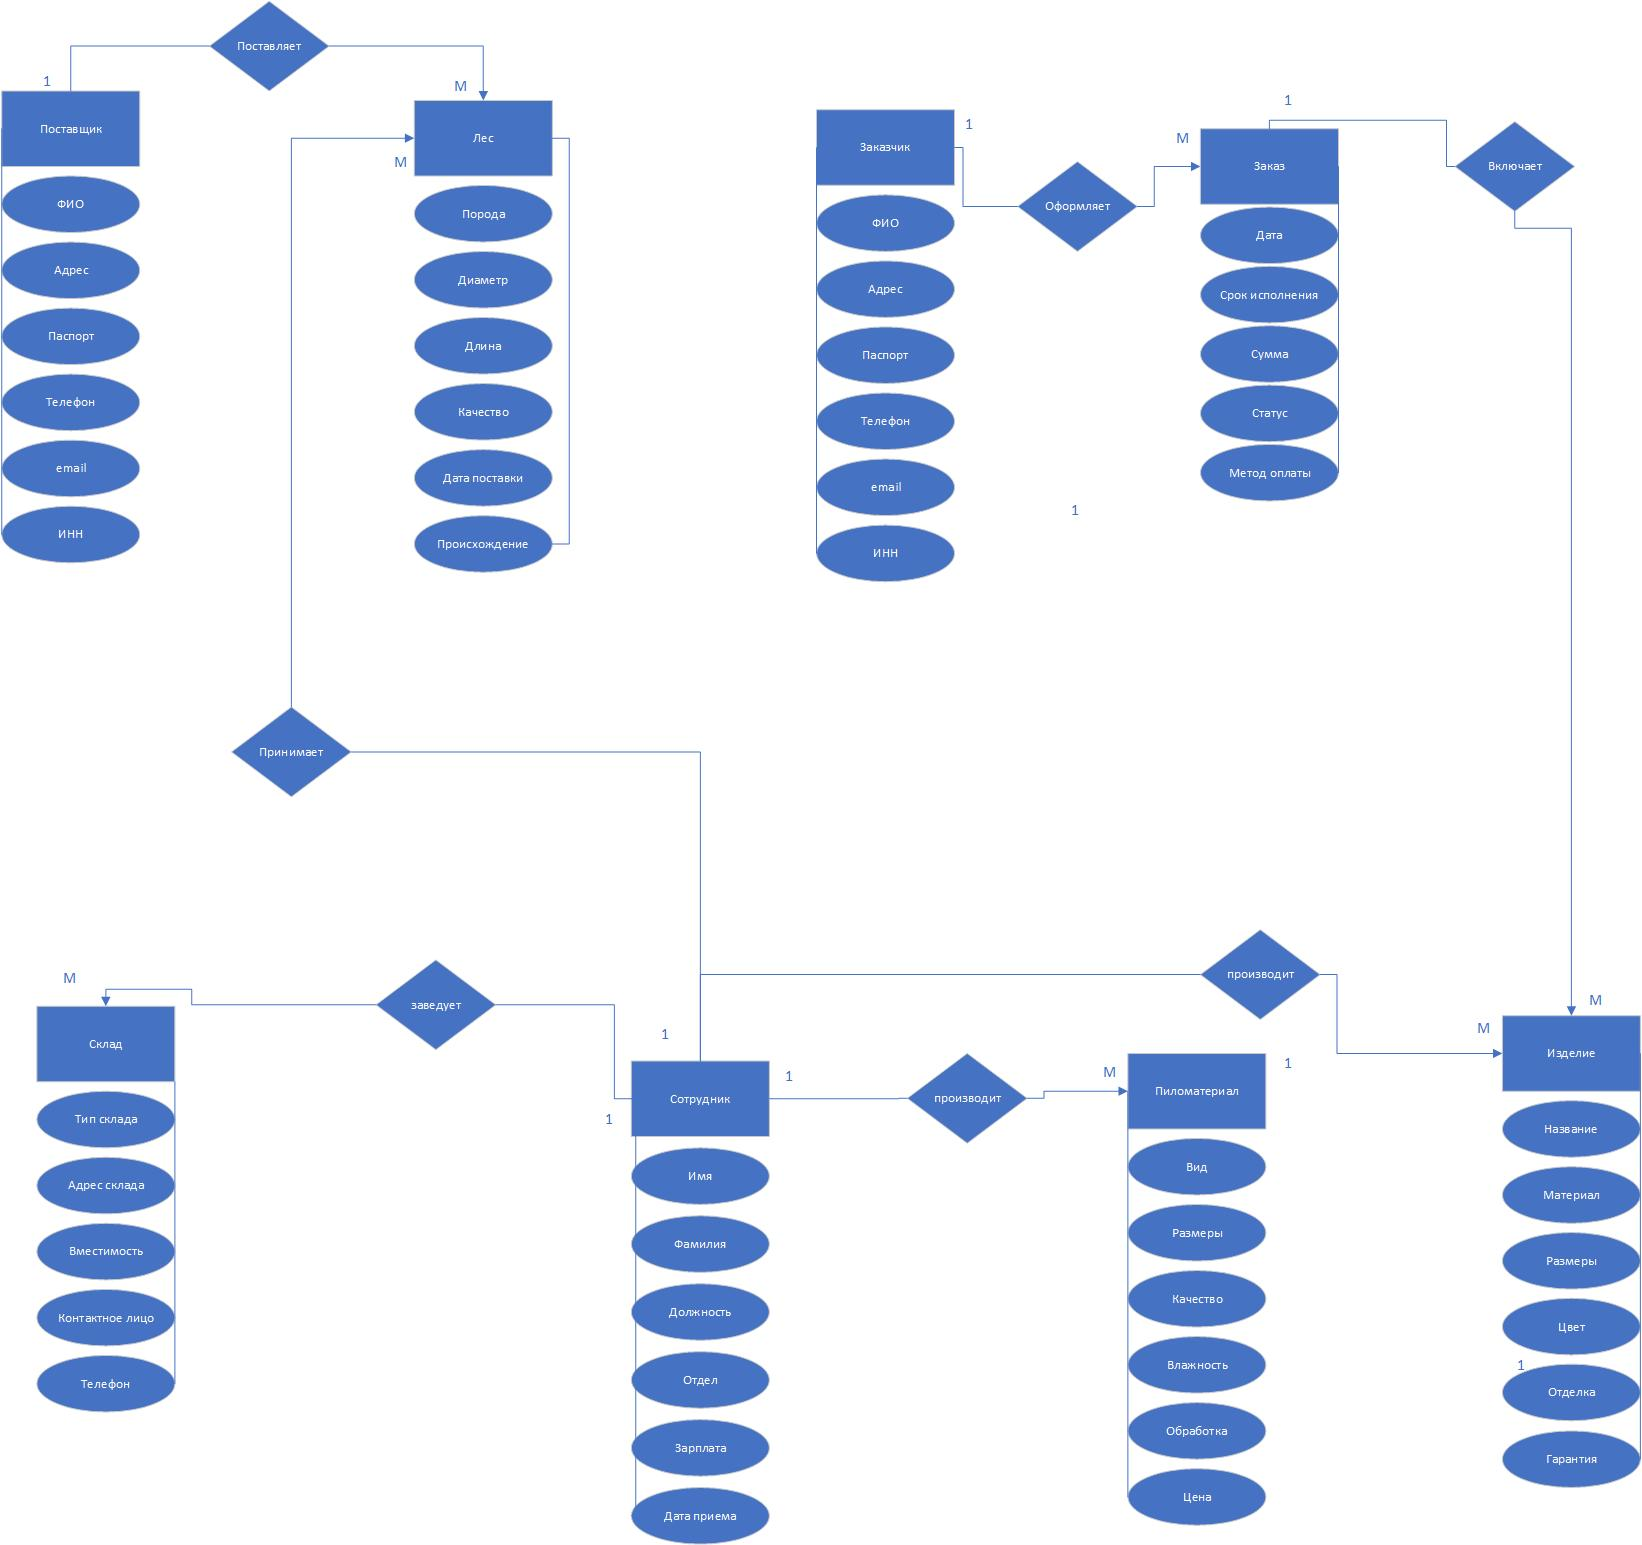 Поставляет
1
М
Поставщик
Лес
М
ФИО
Адрес
Паспорт
Телефон
email
ИНН
Порода
Диаметр
Длина
Качество
Дата поставки
Происхождение
Заказчик
1
ФИО
Адрес
Паспорт
Телефон
email
ИНН
Оформляет
М
1
Заказ
Включает
Дата
Срок исполнения
Сумма
Статус
Метод оплаты
1
Принимает
М
Склад
Тип склада
Адрес склада
Вместимость
Контактное лицо
Телефон
заведует
1
1
Сотрудник
1
Имя
Фамилия
Должность
Отдел
Зарплата
Дата приема
производит
М
Пиломатериал
1
Вид
Размеры
Качество
Влажность
Обработка
Цена
производит
М
М
Изделие
Название
Материал
Размеры
Цвет
1
Отделка
Гарантия